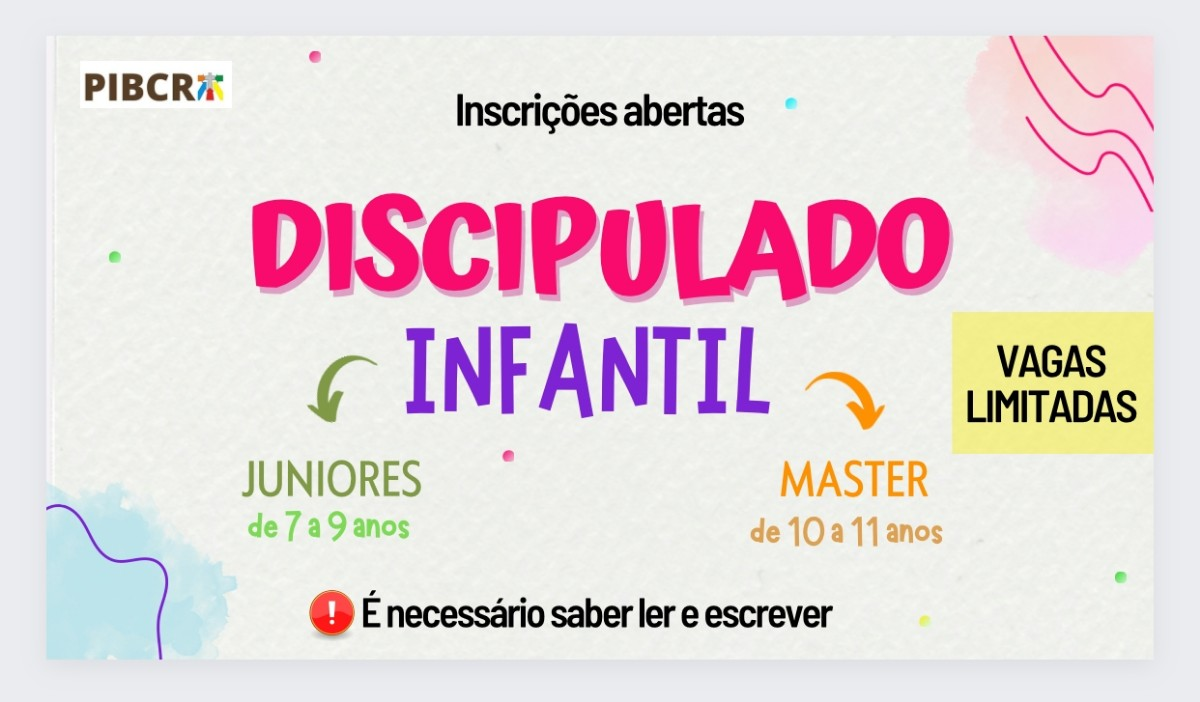 PIBCR
Inscrições abertas
DISCIPULADO
INFANTIL
VAGAS
LIMITADAS
JUNIORES
de 7 a 9 anos
MASTER
de 10 a 11 anos
! É necessário saber ler e escrever